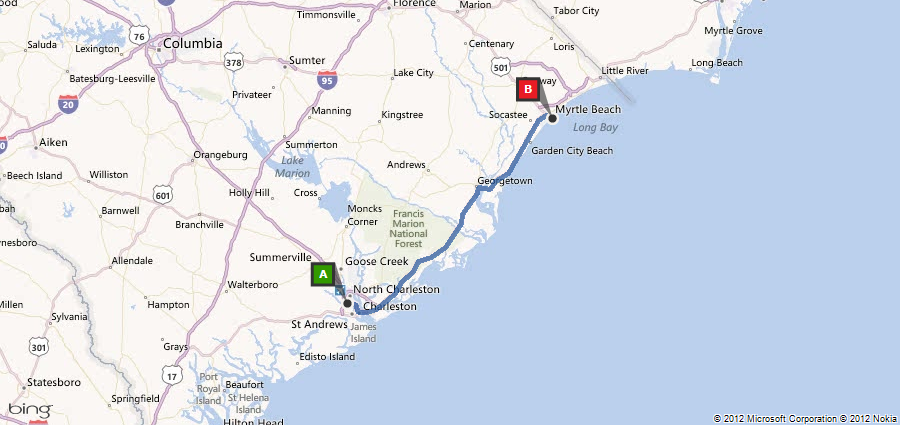 Florence
Marion
Tabor City
Timmonsville
Myrtle Grove
Saluda
Lexington
76
Columbia
Centenary
Loris
378
Sumter
501
Long Beach
Batesburg-Leesville
95
Lake City
Little River
Privateer
B
20
Manning
Kingstree
Socastee
Myrtle Beach
Long Bay
Aiken
Summerton
Garden City Beach
Orangeburg
Lake
Marion
Andrews
Beech Island
Williston
Georgetown
601
Holly Hill
Cross
Barnwell
Moncks
Corner
Francis
Marion
National
Forest
Branchville
Allendale
Summerville
Goose Creek
A
Walterboro
North Charleston
Hampton
Charleston
Sylvania
St Andrews
James
Island
301
Grays
Edisto Island
17
Port
Royal
Island
Beaufort
St Helena
Island
Statesboro
Springfield
bing
Hilton Head
© 2012 Microsoft Corporation © 2012 Nokia